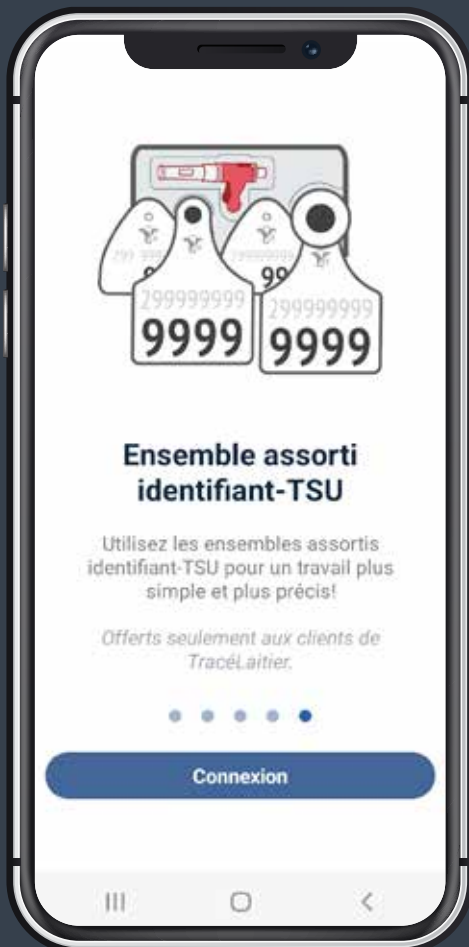 299999999
9999
299999999
9999
Ensemble assorti
identifiant-TSU
Utilisez les ensembles assortis
identifiant-TSU pour un travail plus
simple et plus précis!
Offerts seulement aux clients de
TracéLaitier.
Connexion